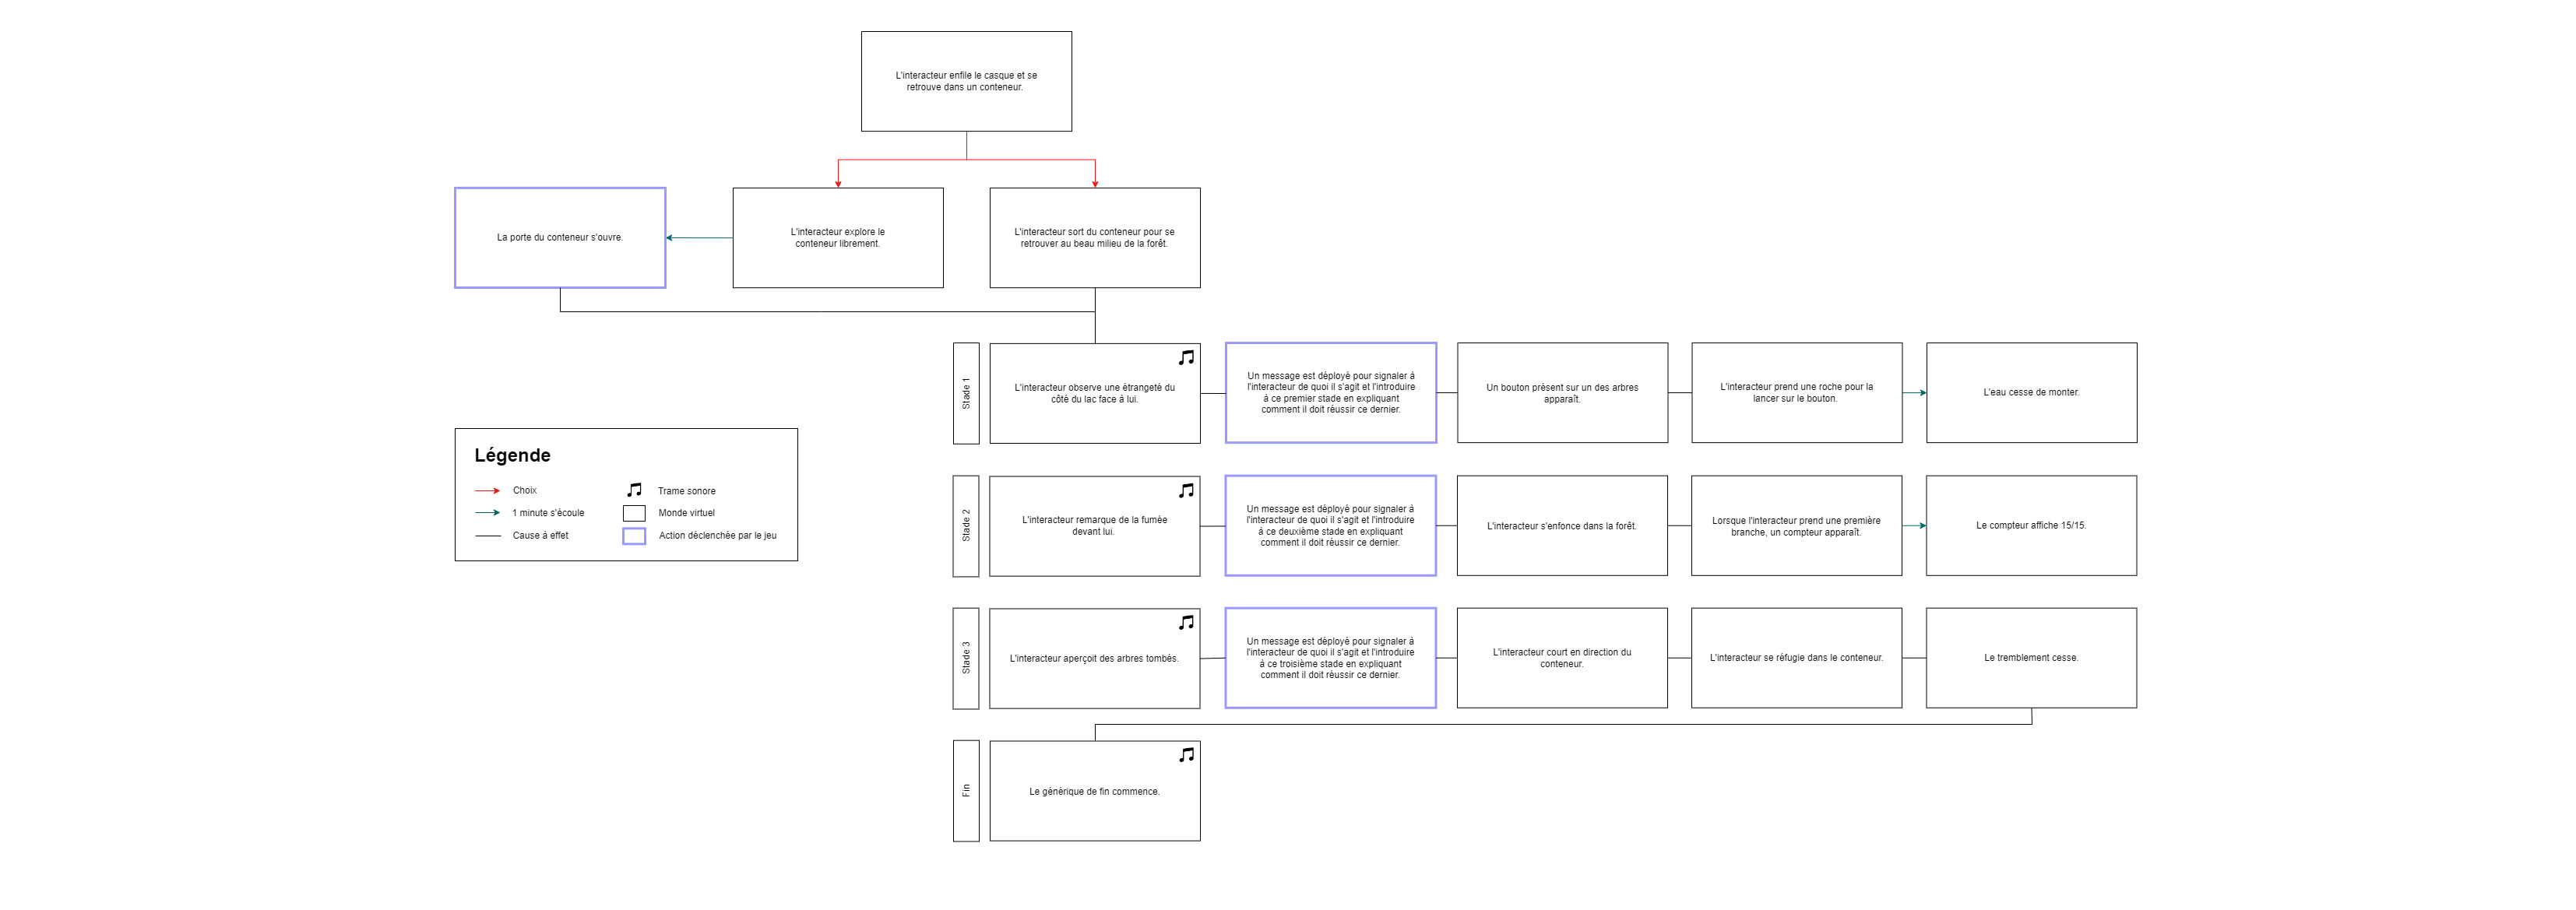 L'interacteur enfile le casque et se
retrouve dans un conteneur.
La porte du conteneur s'ouvre.
L'interacteur explore le
conteneur librement.
L'interacteur sort du conteneur pour se
retrouver au beau milieu de la forêt.
Stade 1
L'interacteur observe une étrangeté du
côté du lac face à lui.
Un message est déployé pour signaler à
l'interacteur de quoi il s'agit et l'introduire
à ce premier stade en expliquant
comment il doit réussir ce dernier.
Un bouton présent sur un des arbres
apparaît.
L'interacteur prend une roche pour la
lancer sur le bouton.
L'eau cesse de monter.
Légende
Choix
Trame sonore
1 minute s'écoule
Monde virtuel
Cause à effet
Action déclenchée par le jeu
Stade 2
L'interacteur remarque de la fumée
devant lui.
Un message est déployé pour signaler à
l'interacteur de quoi il s'agit et l'introduire
à ce deuxième stade en expliquant
comment il doit réussir ce dernier.
L'interacteur s'enfonce dans la forêt.
Lorsque l'interacteur prend une première
branche, un compteur apparaît.
Le compteur affiche 15/15.
Stade 3
L'interacteur aperçoit des arbres tombés.
Un message est déployé pour signaler à
l'interacteur de quoi il s'agit et l'introduire
à ce troisième stade en expliquant
comment il doit réussir ce dernier.
L'interacteur court en direction du
conteneur.
L'interacteur se réfugie dans le conteneur.
Le tremblement cesse.
Fin
Le générique de fin commence.